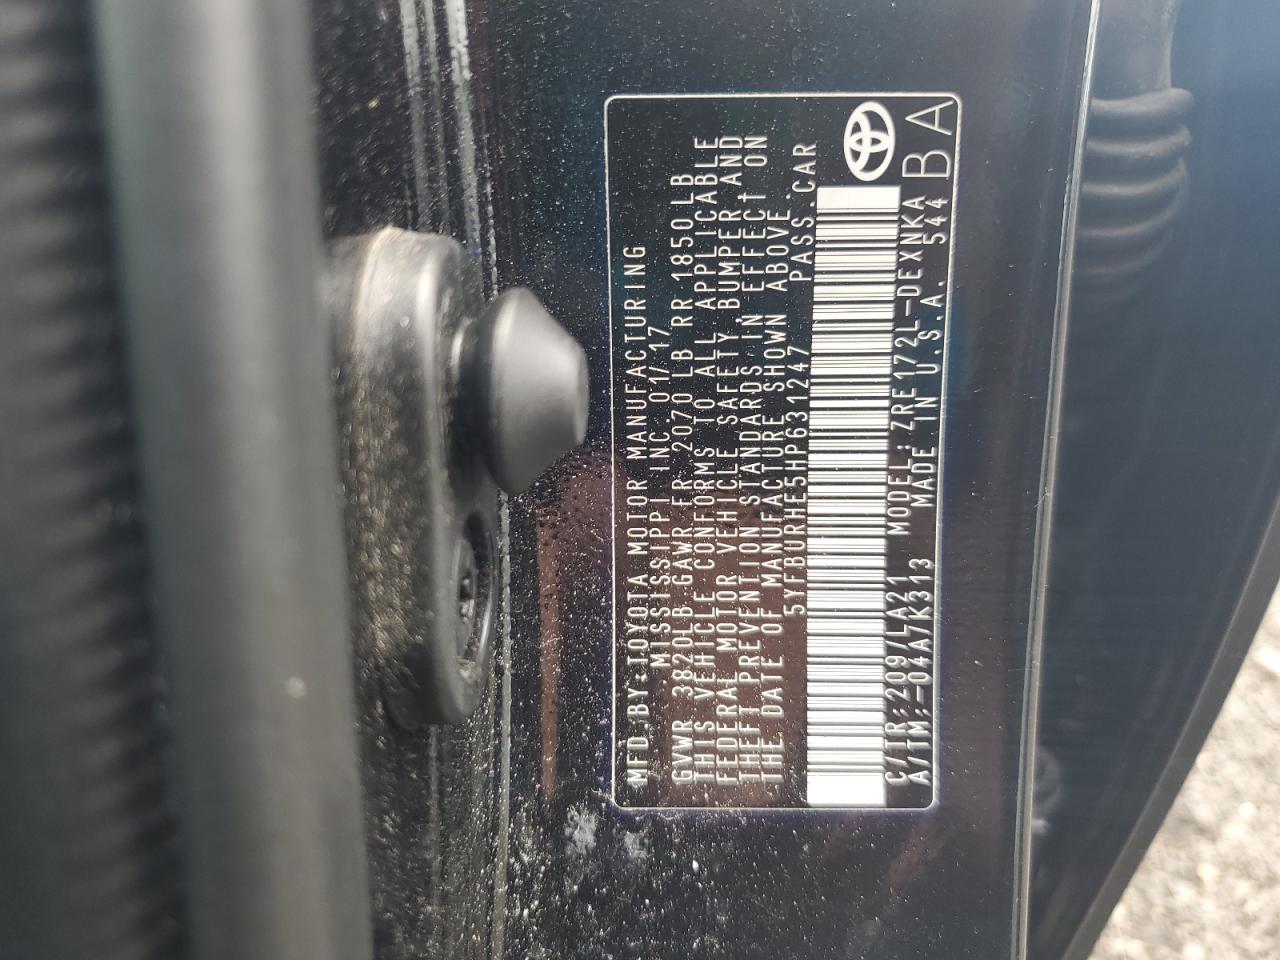 MFD.BY:TOYOTA MOTOR MANUFACTURING
MISSISSIPPI INC. 01/17
GVWR 3820LB GAWR FR 2070 LB RR 1850 LB
THIS VEHICLE CONFORMS TO ALL APPLICABLE
FEDERAL MOTOR VEHICLE SAFETY,BUMPER,AND
THEFT PREVENTION STANDARDS IN EFFECT ON
THE DATE OF MANUFACTURE SHOWN ABOVE.
5YFBURHE5HP631247 PASS.CAR
C/TR:209/LA21 MODEL:ZRE172L-DEXNKA
A/TM:-04A/K313 MADE IN U.S.A. 544
BA